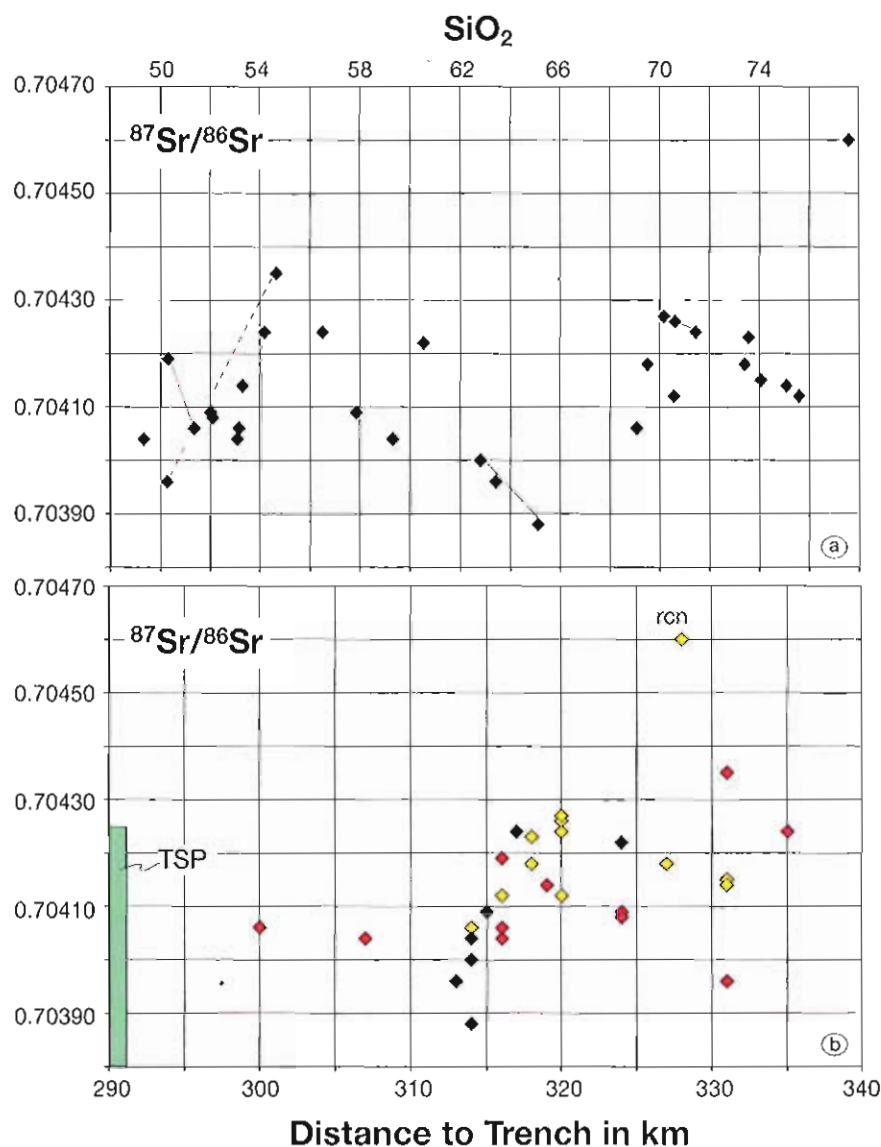 SiO₂
50 54 58 62 66 70 74
⁸⁷Sr/⁸⁶Sr
0.70470
0.70450
0.70430
0.70410
0.70390
a
⁸⁷Sr/⁸⁶Sr
rcn
TSP
0.70470
0.70450
0.70430
0.70410
0.70390
b
290 300 310 320 330 340
Distance to Trench in km